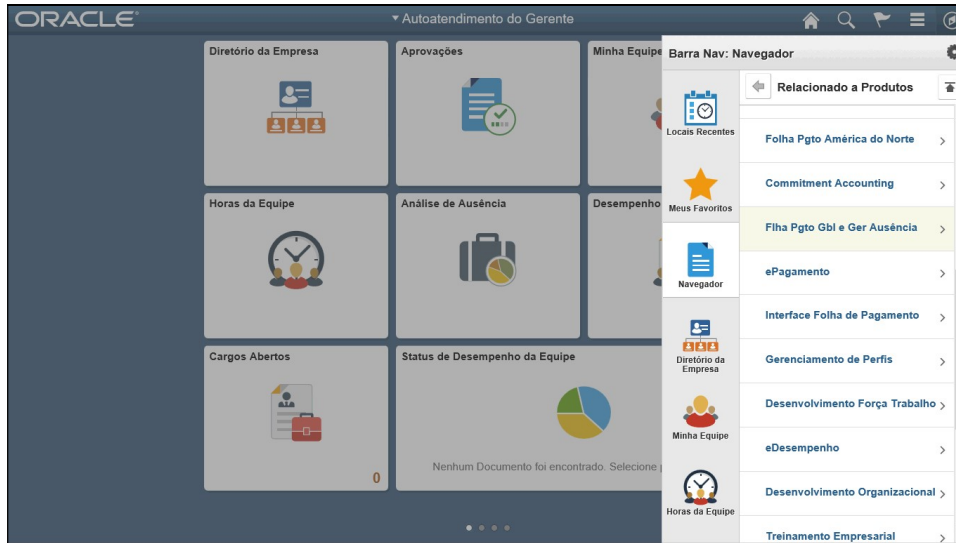 ORACLE®
Autoatendimento do Gerente
Diretório da Empresa
Aprovações
Minha Equipe
Horas da Equipe
Análise de Ausência
Desempenho
Cargos Abertos
0
Status de Desempenho da Equipe
Nenhum Documento foi encontrado. Selecione
Barra Nav: Navegador
Locais Recentes
Meus Favoritos
Navegador
Diretório da
Empresa
Minha Equipe
Horas da Equipe
Relacionado a Produtos
Folha Pgto América do Norte
Commitment Accounting
Flha Pgto Gbl e Ger Ausência
ePagamento
Interface Folha de Pagamento
Gerenciamento de Perfis
Desenvolvimento Força Trabalho
eDesempenho
Desenvolvimento Organizacional
Treinamento Empresarial